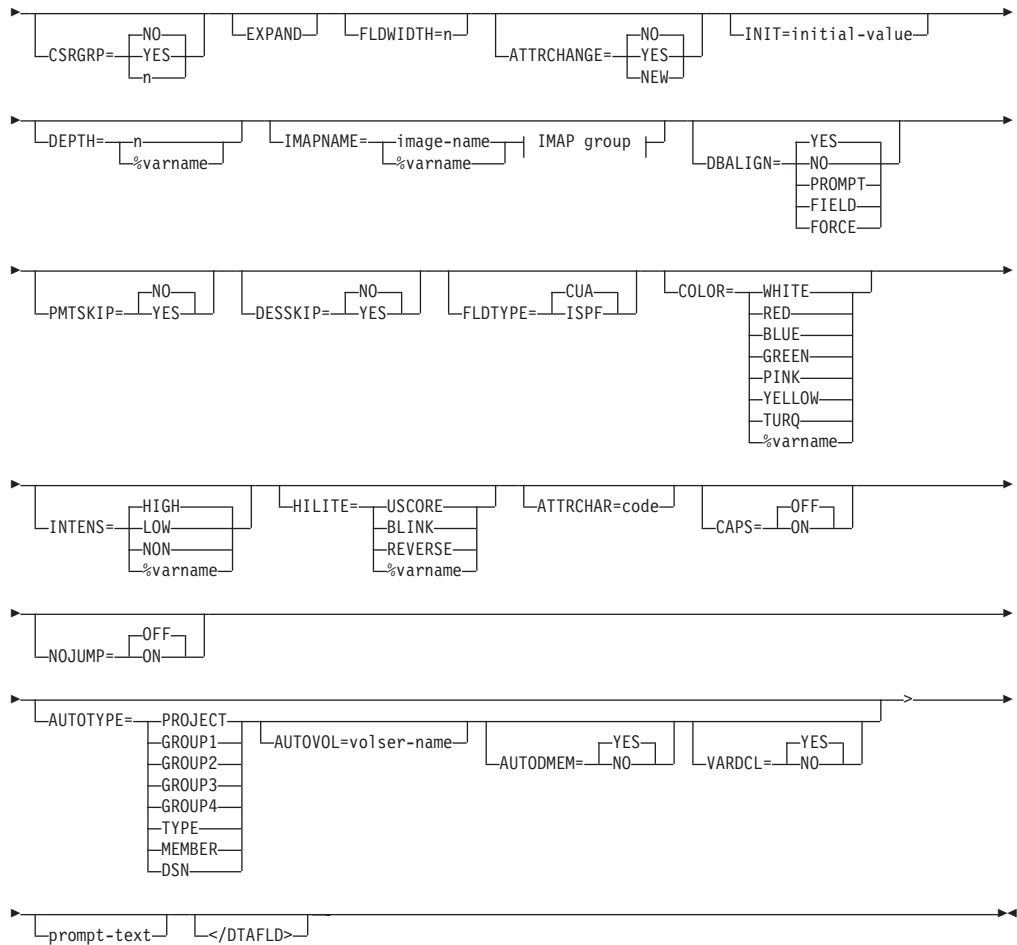 NO
CSRGRP= YES EXPAND FLDWIDTH=n ATTRCHANGE= NO YES NEW INIT=initial-value
n
DEPTH= n IMAPNAME= image-name IMAP group DBALIGN= YES
%varname %varname NO
PROMPT
FIELD
FORCE
PMTSKIP= NO YES DESSKIP= NO YES FLDTYPE= CUA ISPF COLOR= WHITE
RED
BLUE
GREEN
PINK
YELLOW
TURQ
%varname
INTENS= HIGH HILITE= USCORE ATTRCHAR=code CAPS= OFF
LOW BLINK ON
NON REVERSE
%varname %varname
NOJUMP= OFF
ON
AUTOTYPE= PROJECT AUTOVOL=volser-name AUTODMEM= YES VARDCL= YES >
GROUP1 NO NO
GROUP2
GROUP3
GROUP4
TYPE
MEMBER
DSN
prompt-text </DTAFLD>